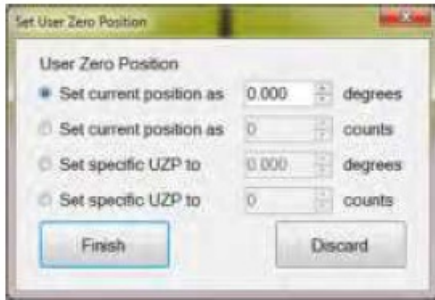 Set User Zero Position
User Zero Position
Set current position as 0.000 degrees
Set current position as 0 counts
Set specific UZP to 0.000 degrees
Set specific UZP to 0 counts
Finish Discard